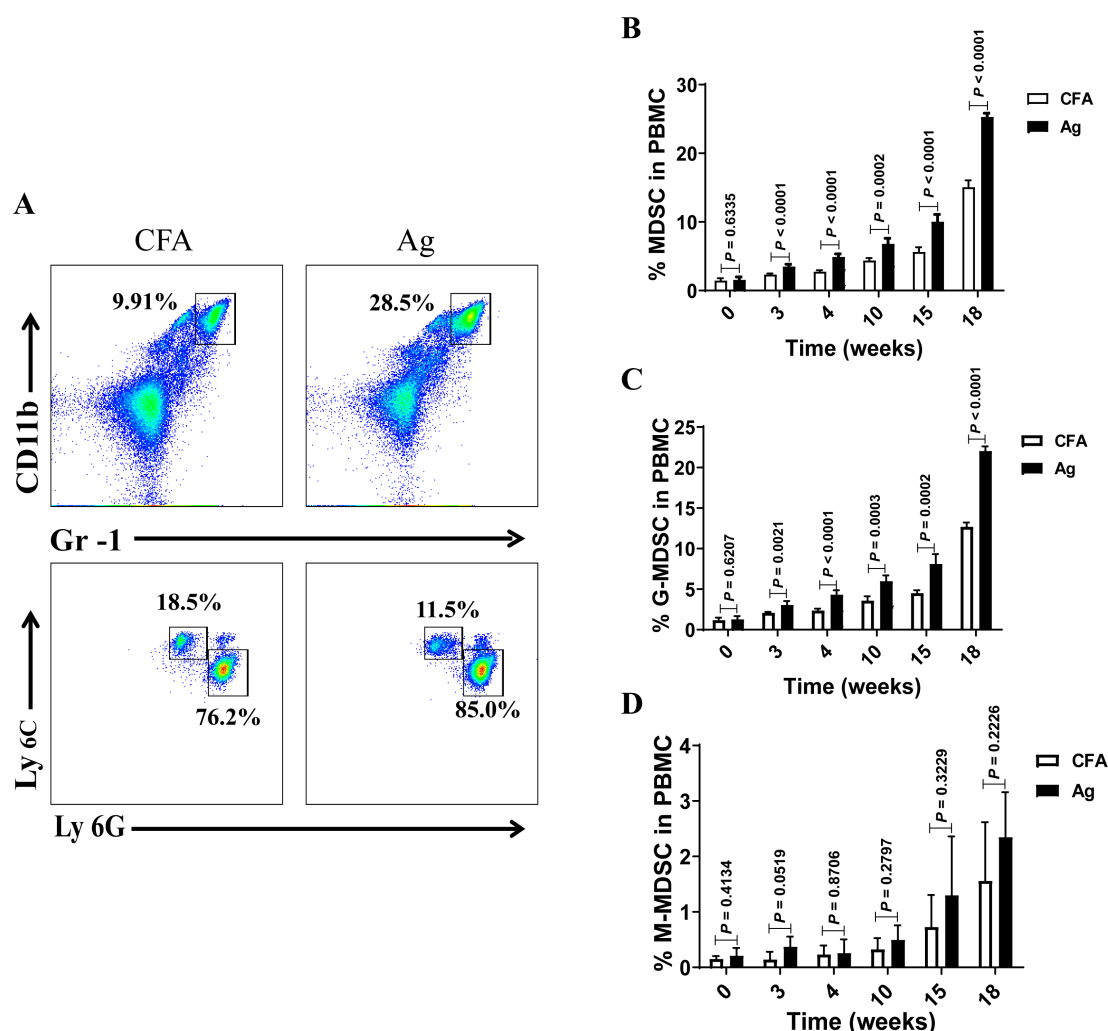 A
CFA Ag
9.91%
28.5%
CD11b
Gr -1
18.5%
76.2%
11.5%
85.0%
Ly 6C
Ly 6G
B
% MDSC in PBMC
30
20
10
0
P = 0.6335
P < 0.0001
P < 0.0001
P = 0.0002
P < 0.0001
P < 0.0001
CFA
Ag
0 3 4 10 15 18
Time (weeks)
C
% G-MDSC in PBMC
25
20
15
10
5
0
P = 0.6207
P = 0.0021
P < 0.0001
P = 0.0003
P = 0.0002
P < 0.0001
CFA
Ag
0 3 4 10 15 18
Time (weeks)
D
% M-MDSC in PBMC
4
3
2
1
0
P = 0.4134
P = 0.0519
P = 0.8706
P = 0.2797
P = 0.3229
P = 0.2226
CFA
Ag
0 3 4 10 15 18
Time (weeks)